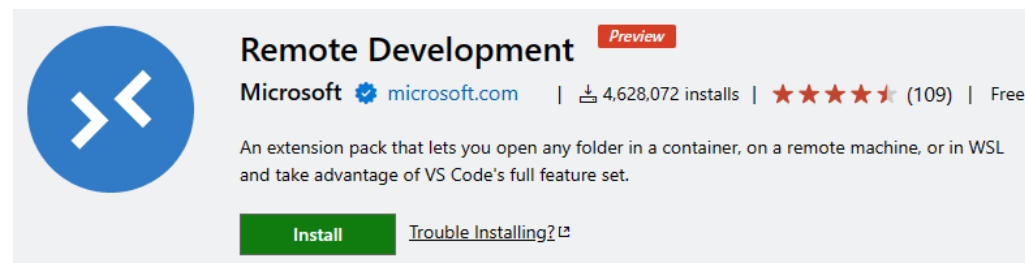 Remote Development Preview
Microsoft microsoft.com | 4,628,072 installs | (109) | Free
An extension pack that lets you open any folder in a container, on a remote machine, or in WSL
and take advantage of VS Code's full feature set.
Install Trouble Installing?